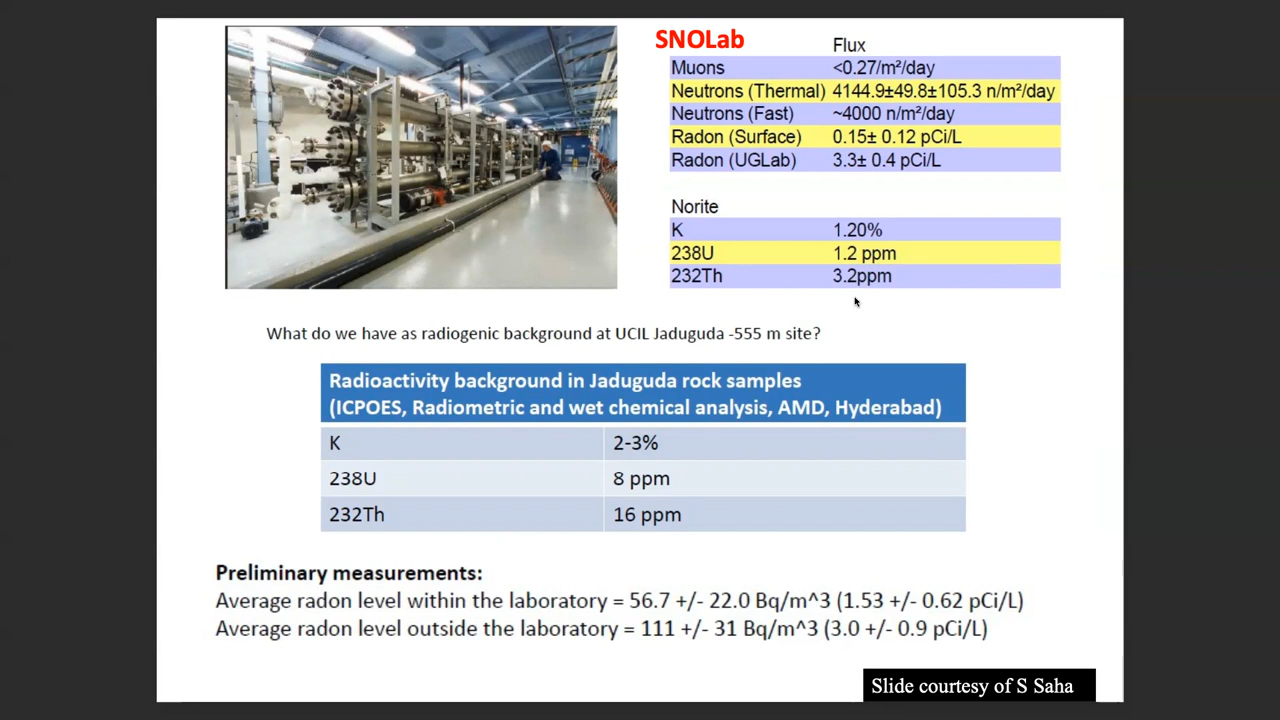 SNOLab
Flux
Muons <0.27/m²/day
Neutrons (Thermal) 4144.9±49.8±105.3 n/m²/day
Neutrons (Fast) ~4000 n/m²/day
Radon (Surface) 0.15± 0.12 pCi/L
Radon (UGLab) 3.3± 0.4 pCi/L
Norite
K 1.20%
238U 1.2 ppm
232Th 3.2ppm
What do we have as radiogenic background at UCIL Jaduguda -555 m site?
Radioactivity background in Jaduguda rock samples
(ICPOES, Radiometric and wet chemical analysis, AMD, Hyderabad)
K 2-3%
238U 8 ppm
232Th 16 ppm
Preliminary measurements:
Average radon level within the laboratory = 56.7 +/- 22.0 Bq/m^3 (1.53 +/- 0.62 pCi/L)
Average radon level outside the laboratory = 111 +/- 31 Bq/m^3 (3.0 +/- 0.9 pCi/L)
Slide courtesy of S Saha